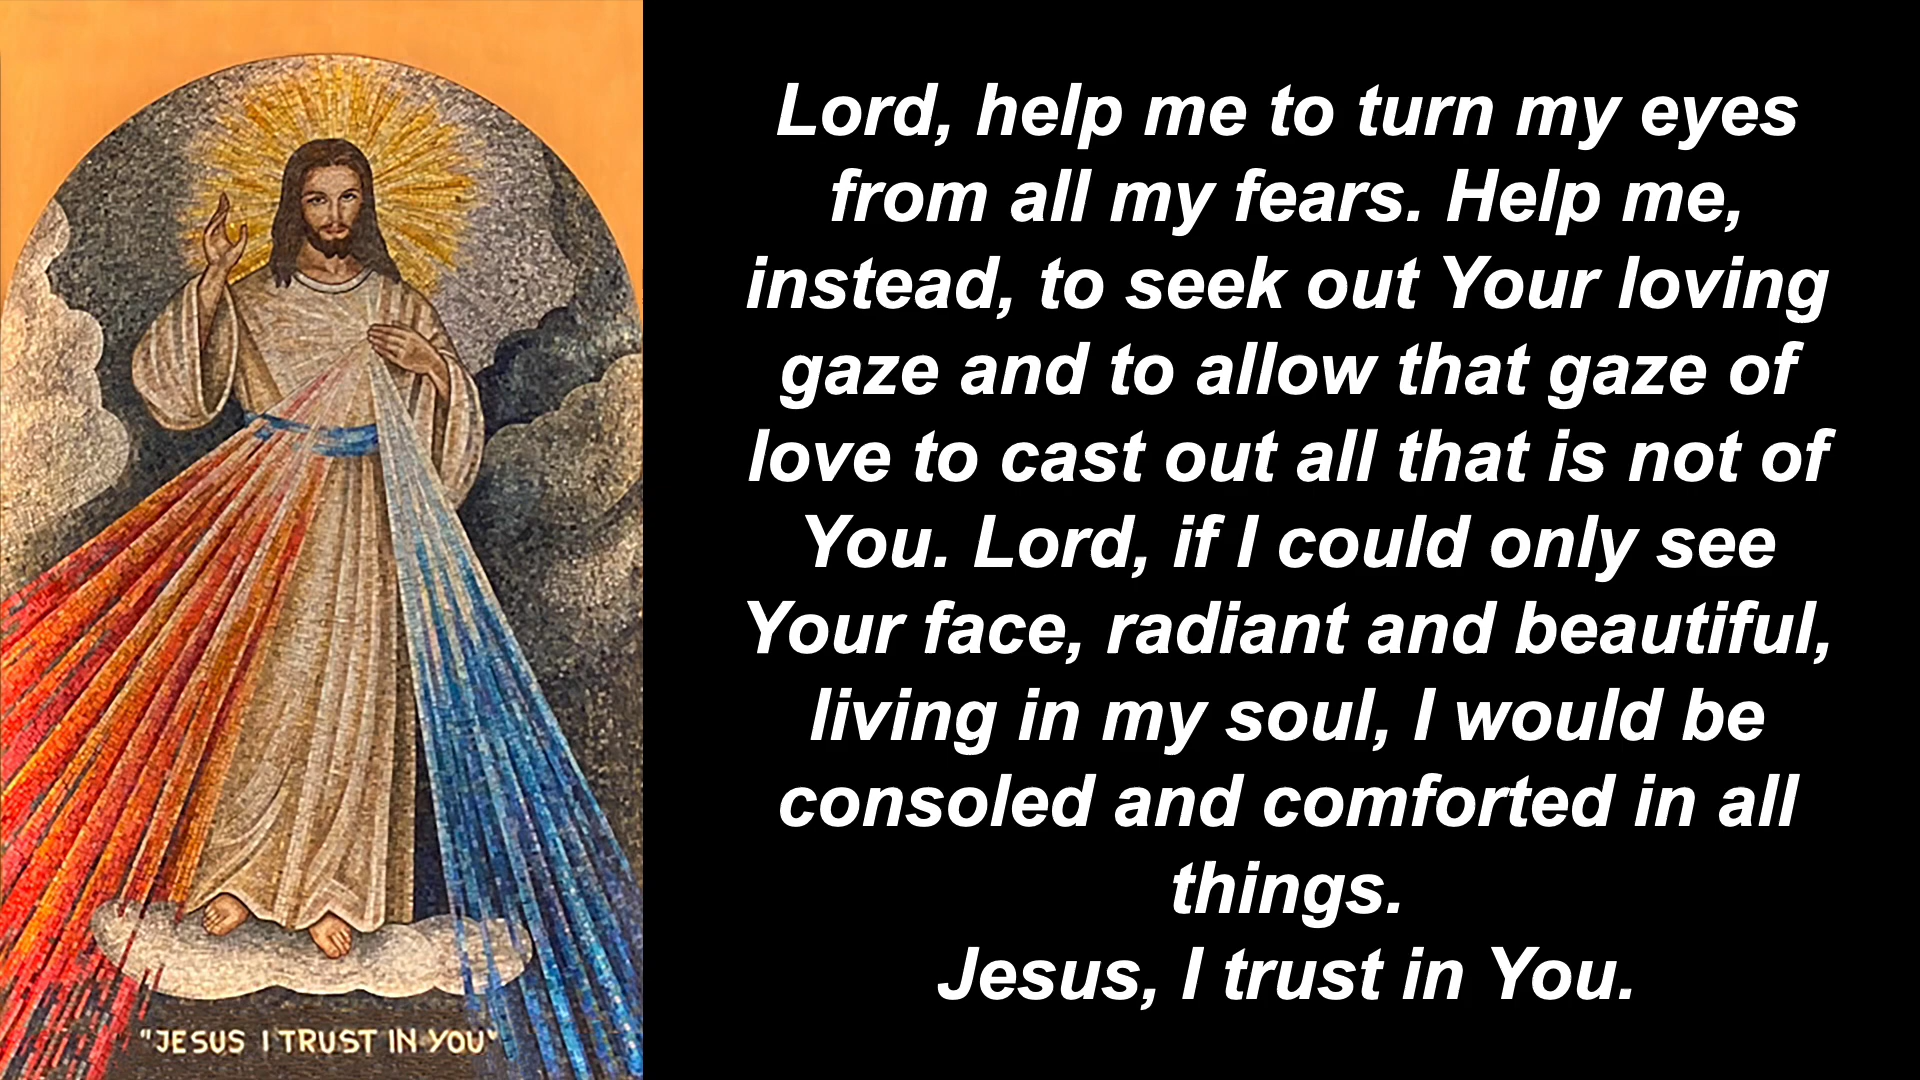 Lord, help me to turn my eyes
from all my fears. Help me,
instead, to seek out Your loving
gaze and to allow that gaze of
love to cast out all that is not of
You. Lord, if I could only see
Your face, radiant and beautiful,
living in my soul, I would be
consoled and comforted in all
things.
Jesus, I trust in You.
"JESUS I TRUST IN YOU"